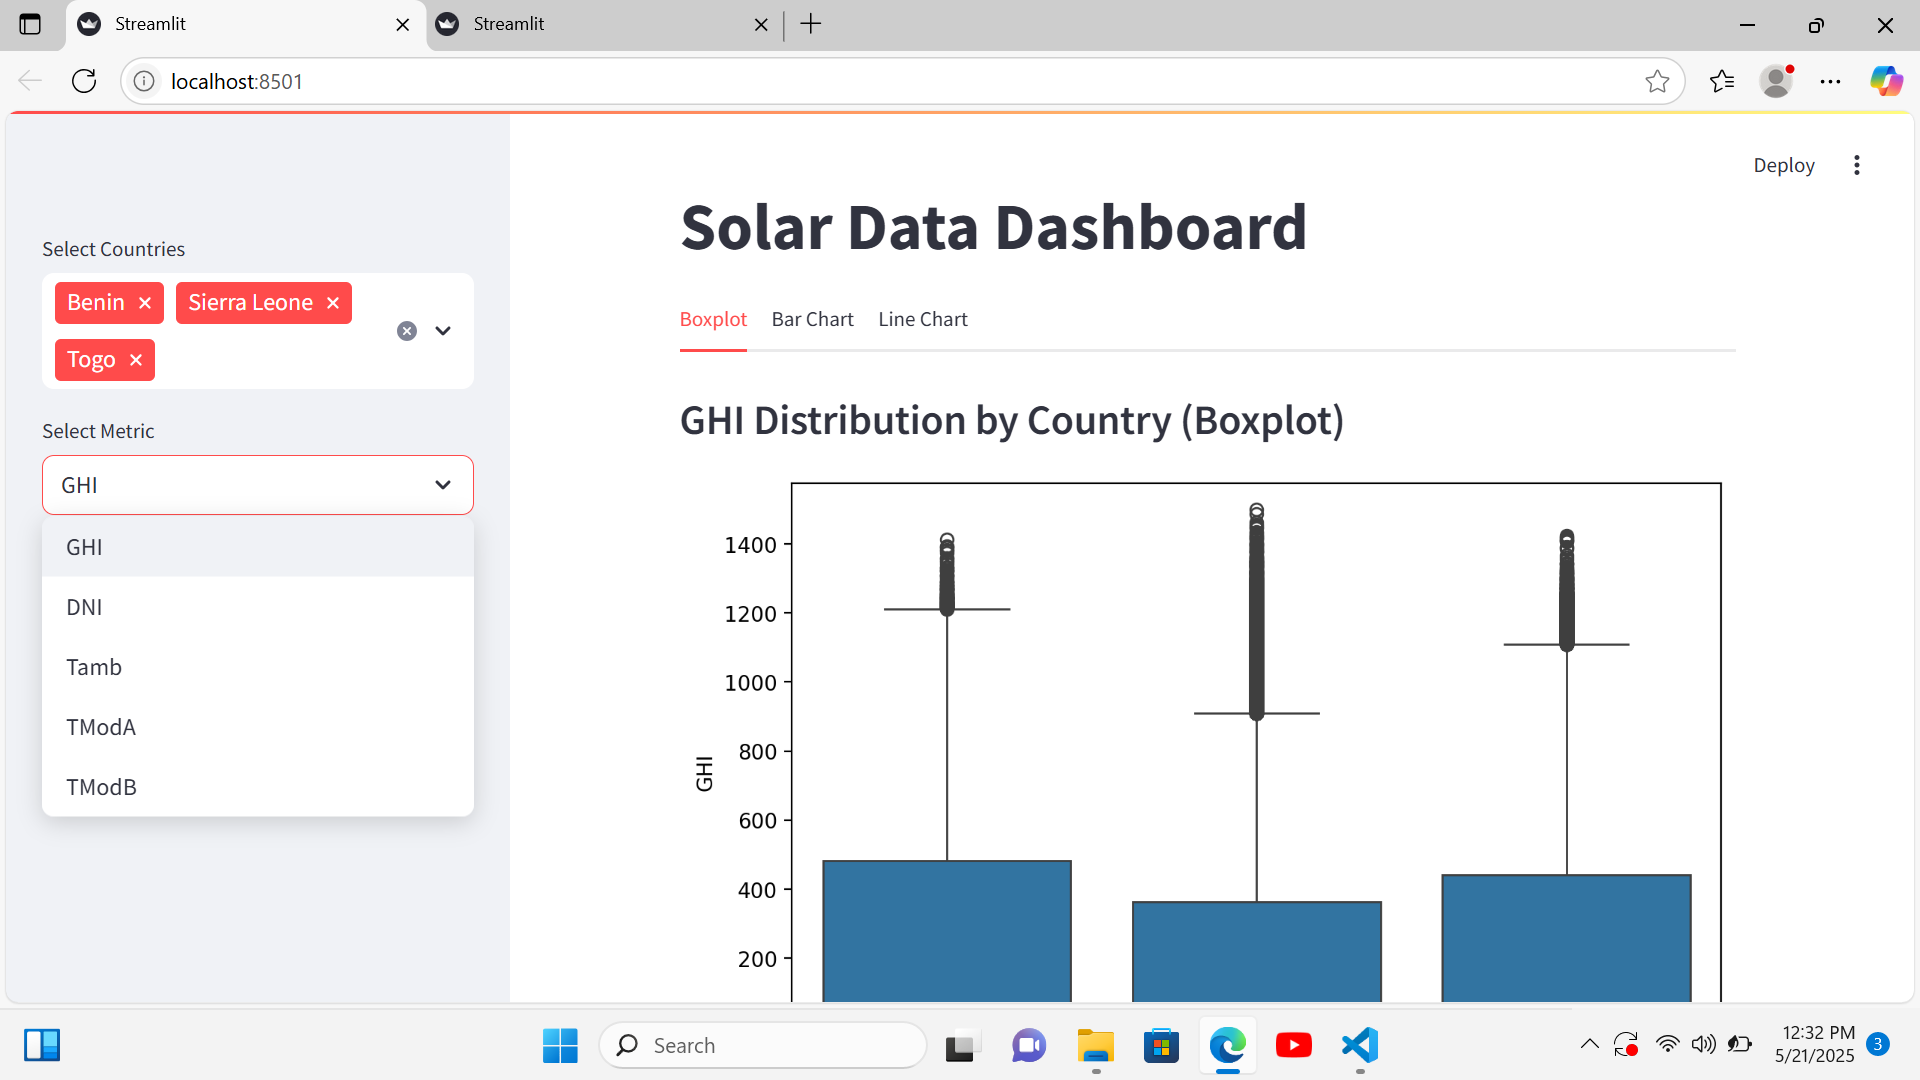 Streamlit
Streamlit
localhost:8501
Deploy
Select Countries
Benin
Sierra Leone
Togo
Select Metric
GHI
GHI
DNI
Tamb
TModA
TModB
Solar Data Dashboard
Boxplot Bar Chart Line Chart
GHI Distribution by Country (Boxplot)
1400
1200
1000
800
600
400
200
GHI
Search
12:32 PM
5/21/2025
3